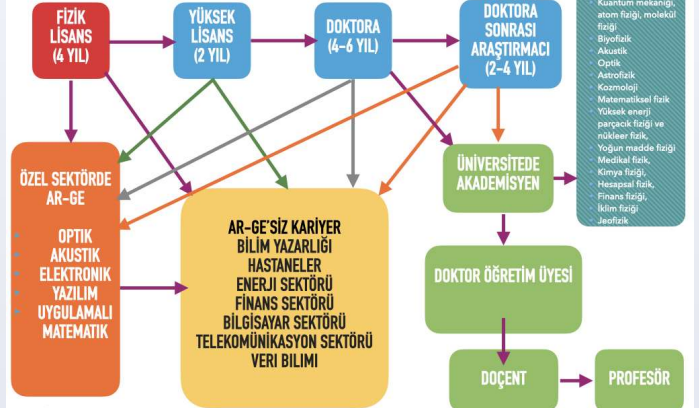 FİZİK
LİSANS
(4 YIL)
YÜKSEK
LİSANS
(2 YIL)
DOKTORA
(4-6 YIL)
DOKTORA
SONRASI
ARAŞTIRMACI
(2-4 YIL)
Kuantum mekaniği,
atom fiziği, molekül
fiziği
Biyofizik
Akustik
Optik
Astrofizik
Kozmoloji
Matematiksel fizik
Yüksek enerji
parçacık fiziği ve
nükleer fizik,
Yoğun madde fiziği
Medikal fizik,
Kimya fiziği,
Hesapsal fizik,
Finans fiziği,
İklim fiziği
Jeofizik
ÖZEL SEKTÖRDE
AR-GE
OPTİK
AKUSTİK
ELEKTRONIK
YAZILIM
UYGULAMALI
MATEMATIK
AR-GE'SİZ KARİYER
BİLİM YAZARLIĞI
HASTANELER
ENERJİ SEKTÖRÜ
FİNANS SEKTÖRÜ
BİLGİSAYAR SEKTÖRÜ
TELEKOMÜNİKASYON SEKTÖRÜ
VERI BILIMI
ÜNİVERSİTEDE
AKADEMİSYEN
DOKTOR ÖĞRETİM ÜYESİ
DOÇENT
PROFESÖR